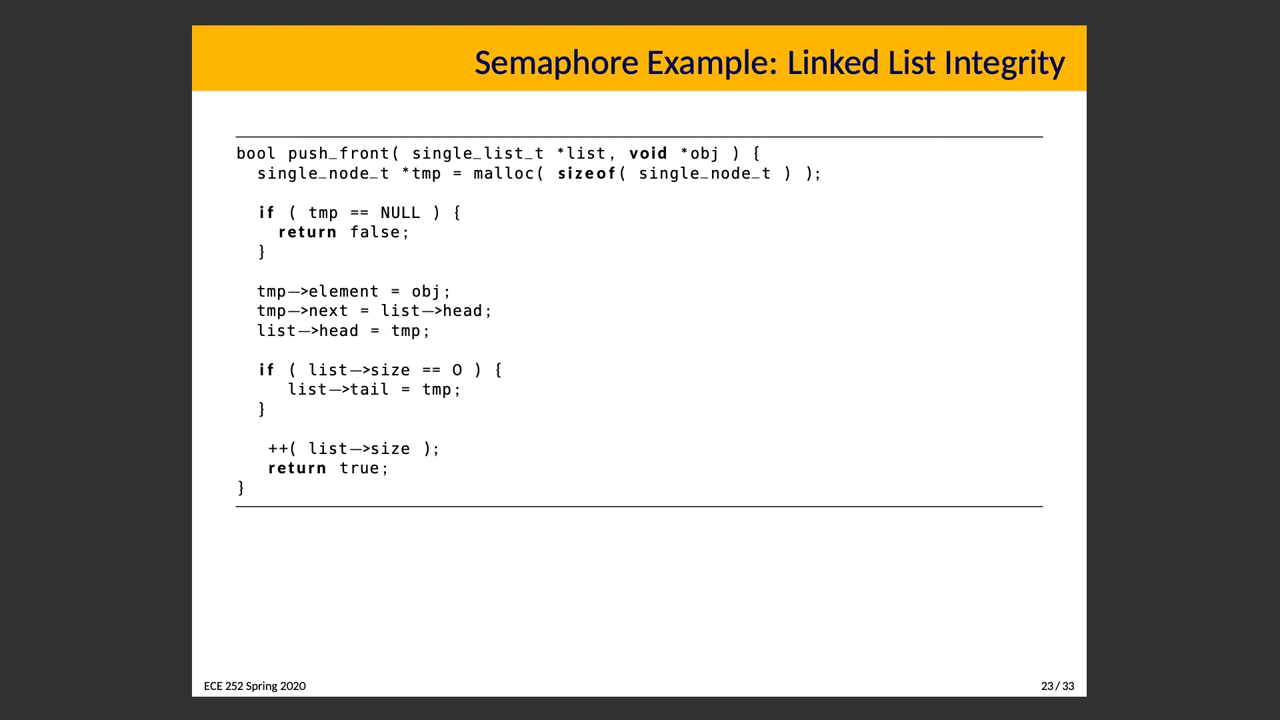 Semaphore Example: Linked List Integrity
bool push_front( single_list_t *list, void *obj ) {
single_node_t *tmp = malloc( sizeof( single_node_t ) );
if ( tmp == NULL ) {
return false;
}
tmp—>element = obj;
tmp—>next = list—>head;
list—>head = tmp;
if ( list—>size == 0 ) {
list—>tail = tmp;
}
++( list—>size );
return true;
}
ECE 252 Spring 2020
23 / 33